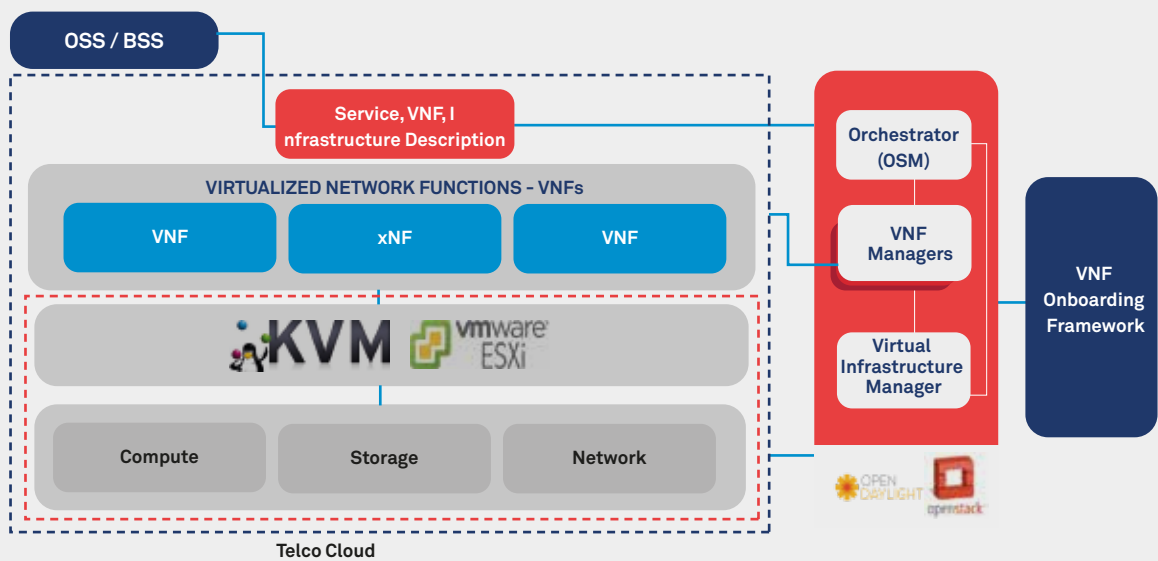 OSS / BSS
Service, VNF, I
nfrastructure Description
VIRTUALIZED NETWORK FUNCTIONS - VNFs
VNF
xNF
VNF
KVM
vmware®
ESXi
Compute
Storage
Network
Telco Cloud
Orchestrator
(OSM)
VNF
Managers
Virtual
Infrastructure
Manager
OPEN
DAYLIGHT
openstack
VNF
Onboarding
Framework